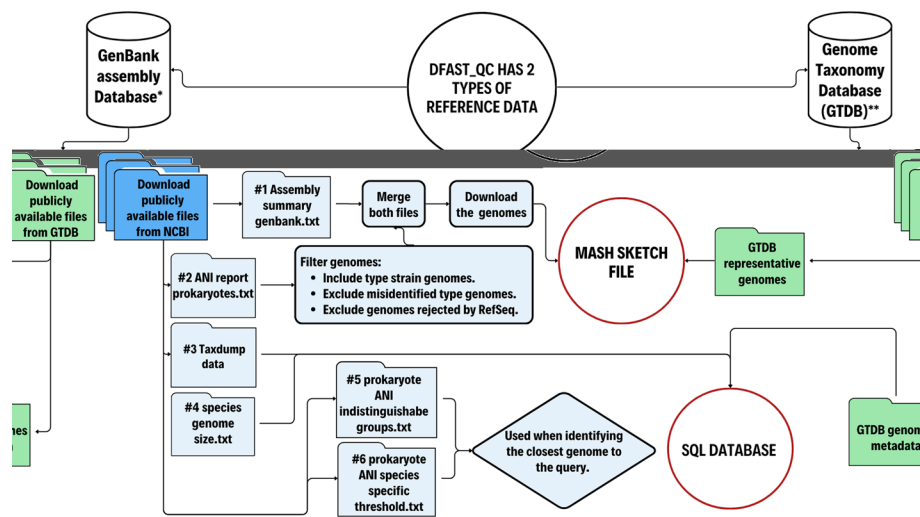 GenBank
assembly
Database*
DFAST_QC HAS 2
TYPES OF
REFERENCE DATA
Genome
Taxonomy
Database
(GTDB)**
Download
publicly
available files
from GTDB
Download
publicly
available files
from NCBI
#1 Assembly
summary
genbank.txt
Merge
both files
Download
the genomes
MASH SKETCH
FILE
GTDB
representative
genomes
#2 ANI report
prokaryotes.txt
Filter genomes:
• Include type strain genomes.
• Exclude misidentified type genomes.
• Exclude genomes rejected by RefSeq.
#3 Taxdump
data
#4 species
genome
size.txt
#5 prokaryote
ANI
indistinguishabe
groups.txt
#6 prokaryote
ANI species
specific
threshold.txt
Used when identifying
the closest genome to
the query.
SQL DATABASE
GTDB genom
metadata